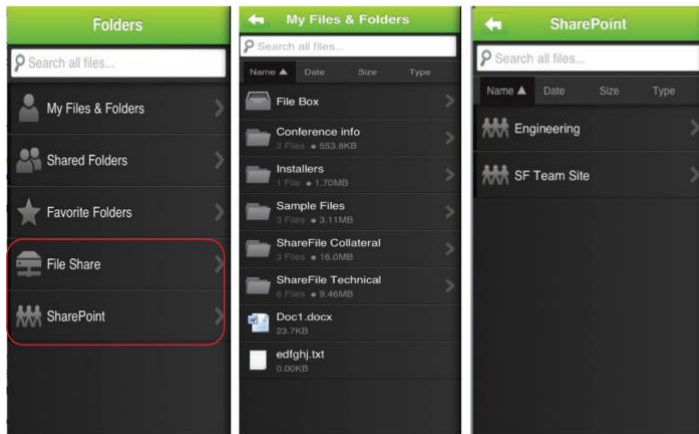 Folders
Search all files...
My Files & Folders
Shared Folders
Favorite Folders
File Share
SharePoint
My Files & Folders
Search all files...
Name ▲ Date Size Type
File Box
Conference info
2 Files ● 553.8KB
Installers
1 File ● 1.70MB
Sample Files
3 Files ● 3.11MB
ShareFile Collateral
3 Files ● 16.0MB
ShareFile Technical
6 Files ● 9.46MB
Doc1.docx
23.7KB
edfghj.txt
0.00KB
SharePoint
Search all files...
Name ▲ Date Size Type
Engineering
SF Team Site